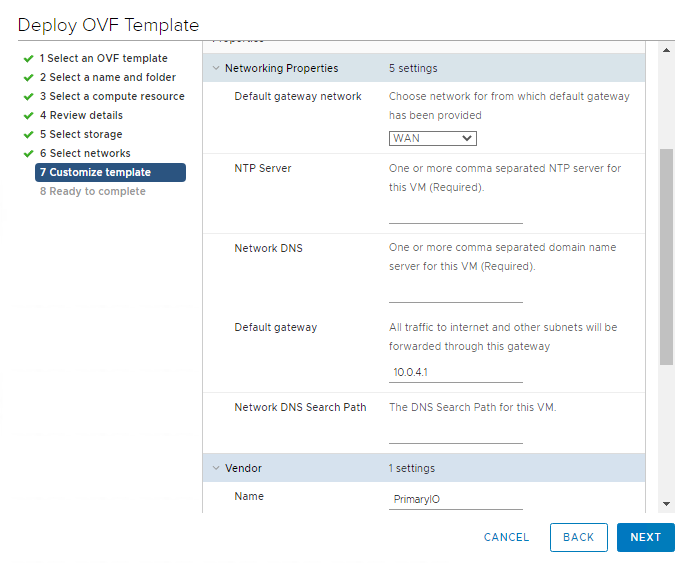 Deploy OVF Template
1 Select an OVF template
2 Select a name and folder
3 Select a compute resource
4 Review details
5 Select storage
6 Select networks
7 Customize template
8 Ready to complete
Networking Properties 5 settings
Default gateway network Choose network for from which default gateway
has been provided
WAN
NTP Server One or more comma separated NTP server for
this VM (Required).
Network DNS One or more comma separated domain name
server for this VM (Required).
Default gateway All traffic to internet and other subnets will be
forwarded through this gateway
10.0.4.1
Network DNS Search Path The DNS Search Path for this VM.
Vendor 1 settings
Name PrimaryIO
CANCEL BACK NEXT